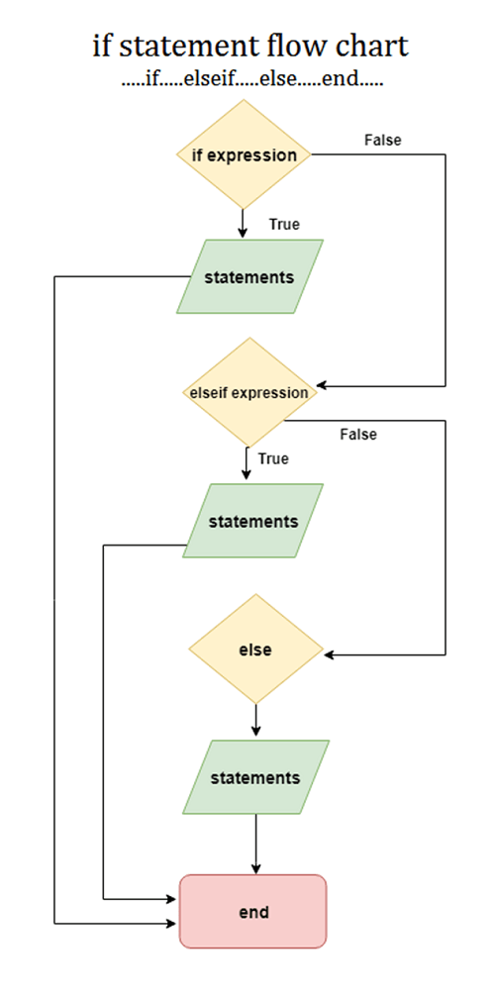 if statement flow chart
.....if.....elseif.....else.....end.....
if expression
False
True
statements
elseif expression
False
True
statements
else
statements
end